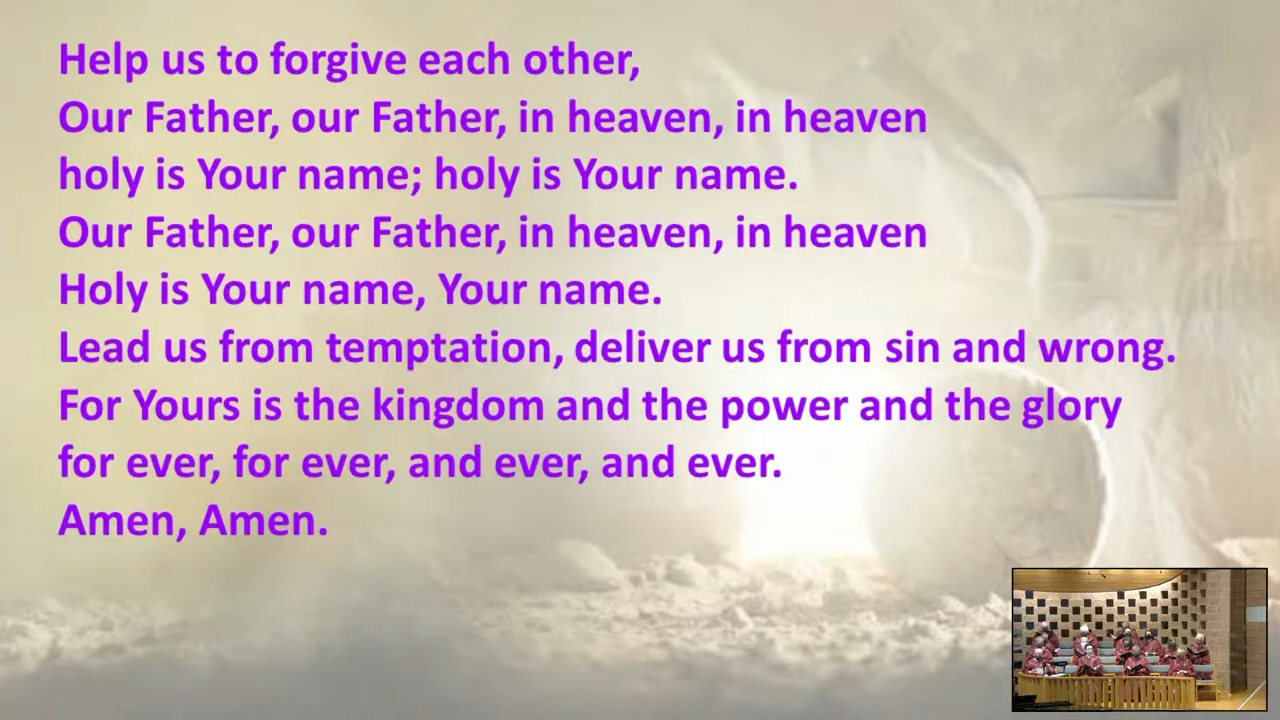 Help us to forgive each other,
Our Father, our Father, in heaven, in heaven
holy is Your name; holy is Your name.
Our Father, our Father, in heaven, in heaven
Holy is Your name, Your name.
Lead us from temptation, deliver us from sin and wrong.
For Yours is the kingdom and the power and the glory
for ever, for ever, and ever, and ever.
Amen, Amen.